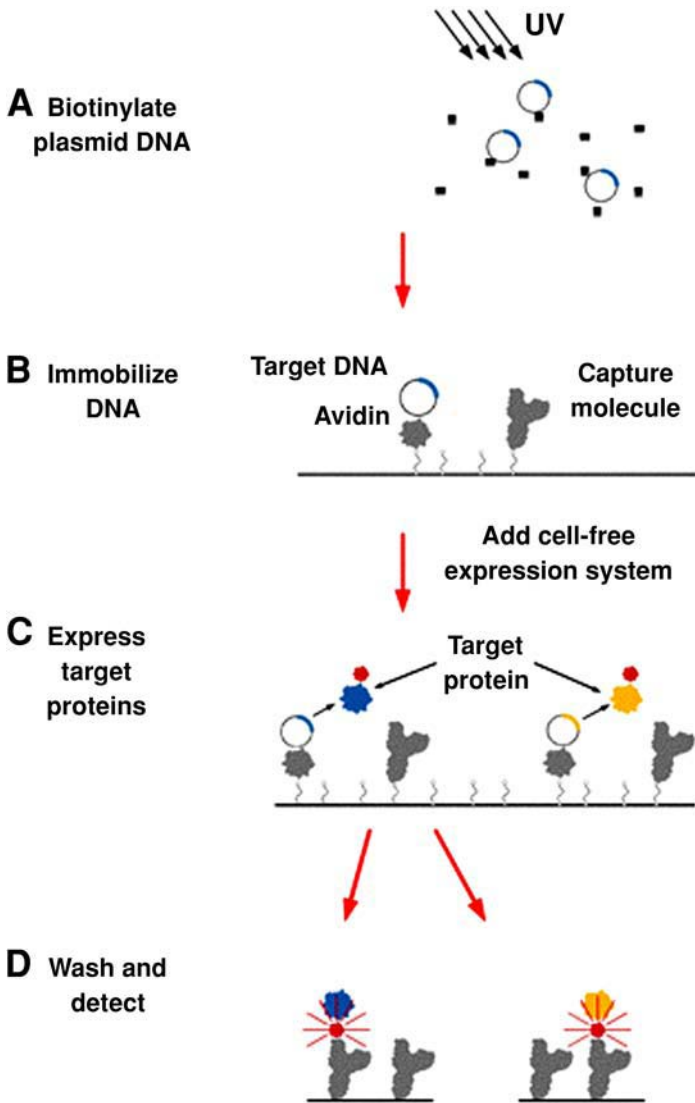 UV
A Biotinylate
plasmid DNA
B Immobilize
DNA
Target DNA
Avidin
Capture
molecule
Add cell-free
expression system
C Express
target
proteins
Target
protein
D Wash and
detect